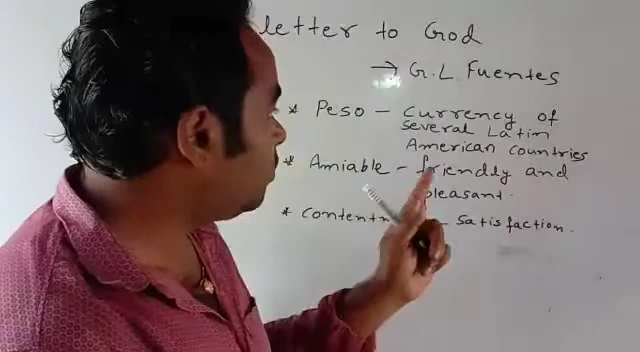 letter to God
→ G.L Fuentes
* Peso - currency of
several Latin
American countries
* Amiable - friendly and
pleasant.
* - satisfaction.